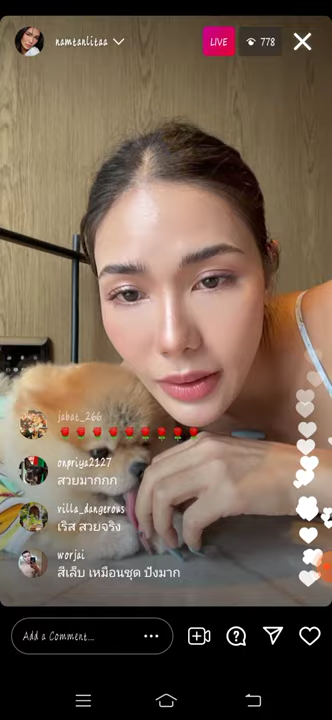 namtanlitaa
LIVE
778
jabat_266
🌹🌹🌹🌹🌹🌹🌹🌹🌹
onpriya2127
สวยมากกก
villa_dangerous
เริส สวยจริง
worjai
สีเล็บ เหมือนชุด ปังมาก
Add a Comment...